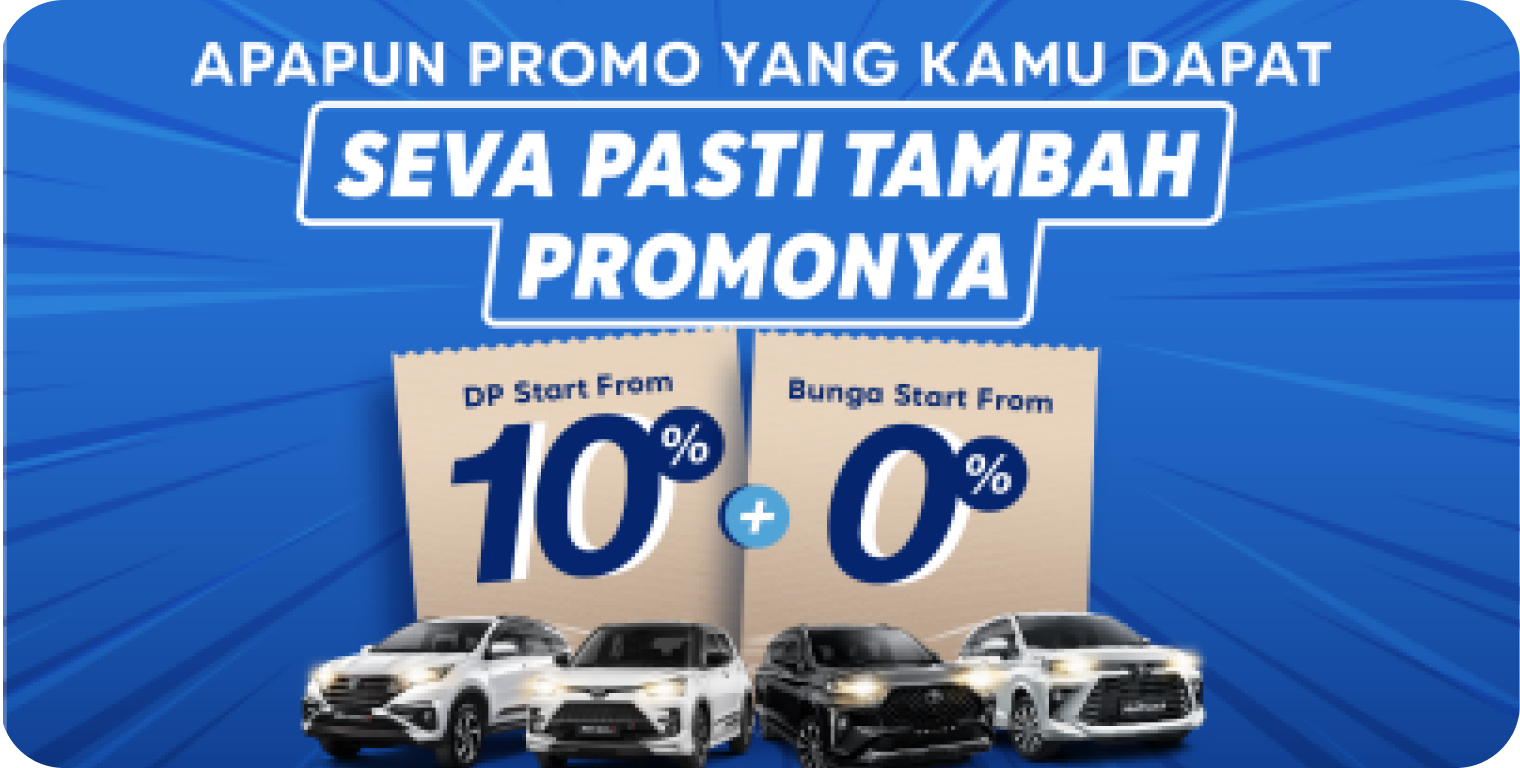 APAPUN PROMO YANG KAMU DAPAT
SEVA PASTI TAMBAH
PROMONYA
DP Start From
10%
+
Bunga Start From
0%